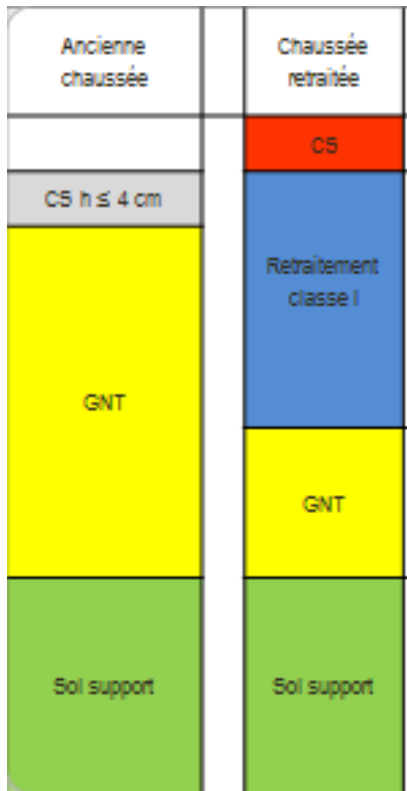 Ancienne
chaussée
Chaussée
retraitée
CS
CS h ≤ 4 cm
Retraitement
classe I
GNT
GNT
Sol support
Sol support